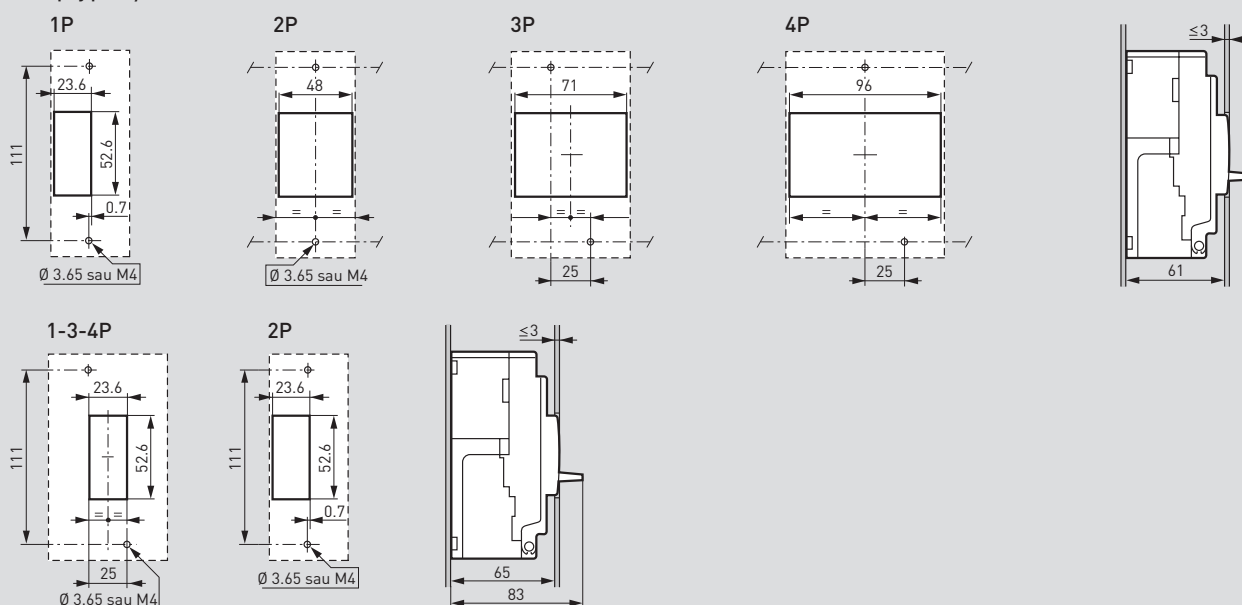 1P
2P
3P
4P
≤3
23.6
48
71
96
111
52.6
0.7
= =
= =
= =
Ø 3.65 sau M4
Ø 3.65 sau M4
25
25
61
1-3-4P
2P
≤3
23.6
23.6
111
52.6
111
52.6
= =
0.7
25
Ø 3.65 sau M4
Ø 3.65 sau M4
65
83